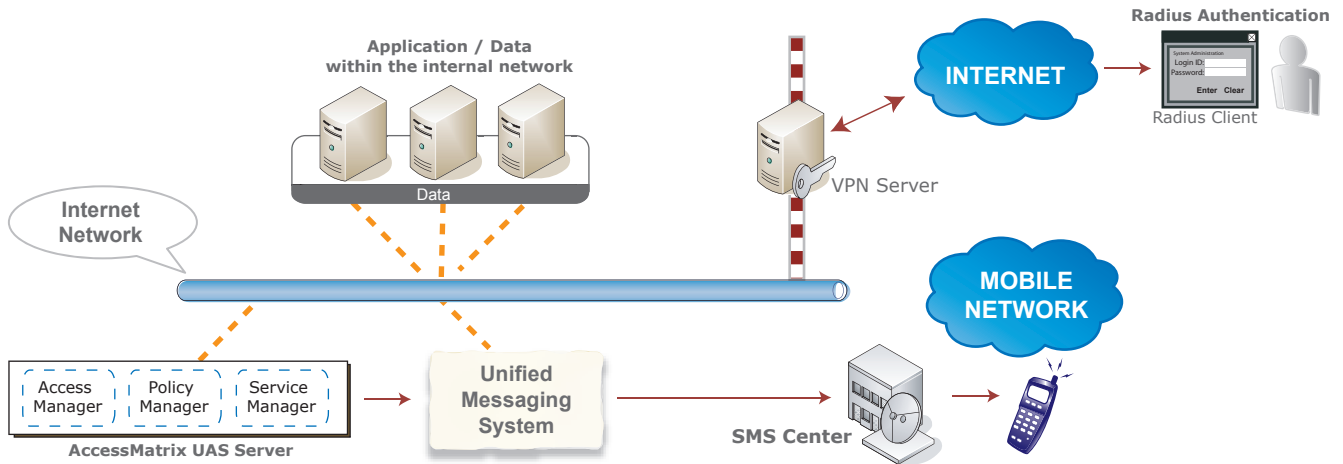 Application / Data
within the internal network
Data
Internet
Network
VPN Server
INTERNET
Radius Authentication
System Administration
Login ID:
Password:
Enter Clear
Radius Client
MOBILE
NETWORK
Access
Manager
Policy
Manager
Service
Manager
AccessMatrix UAS Server
Unified
Messaging
System
SMS Center